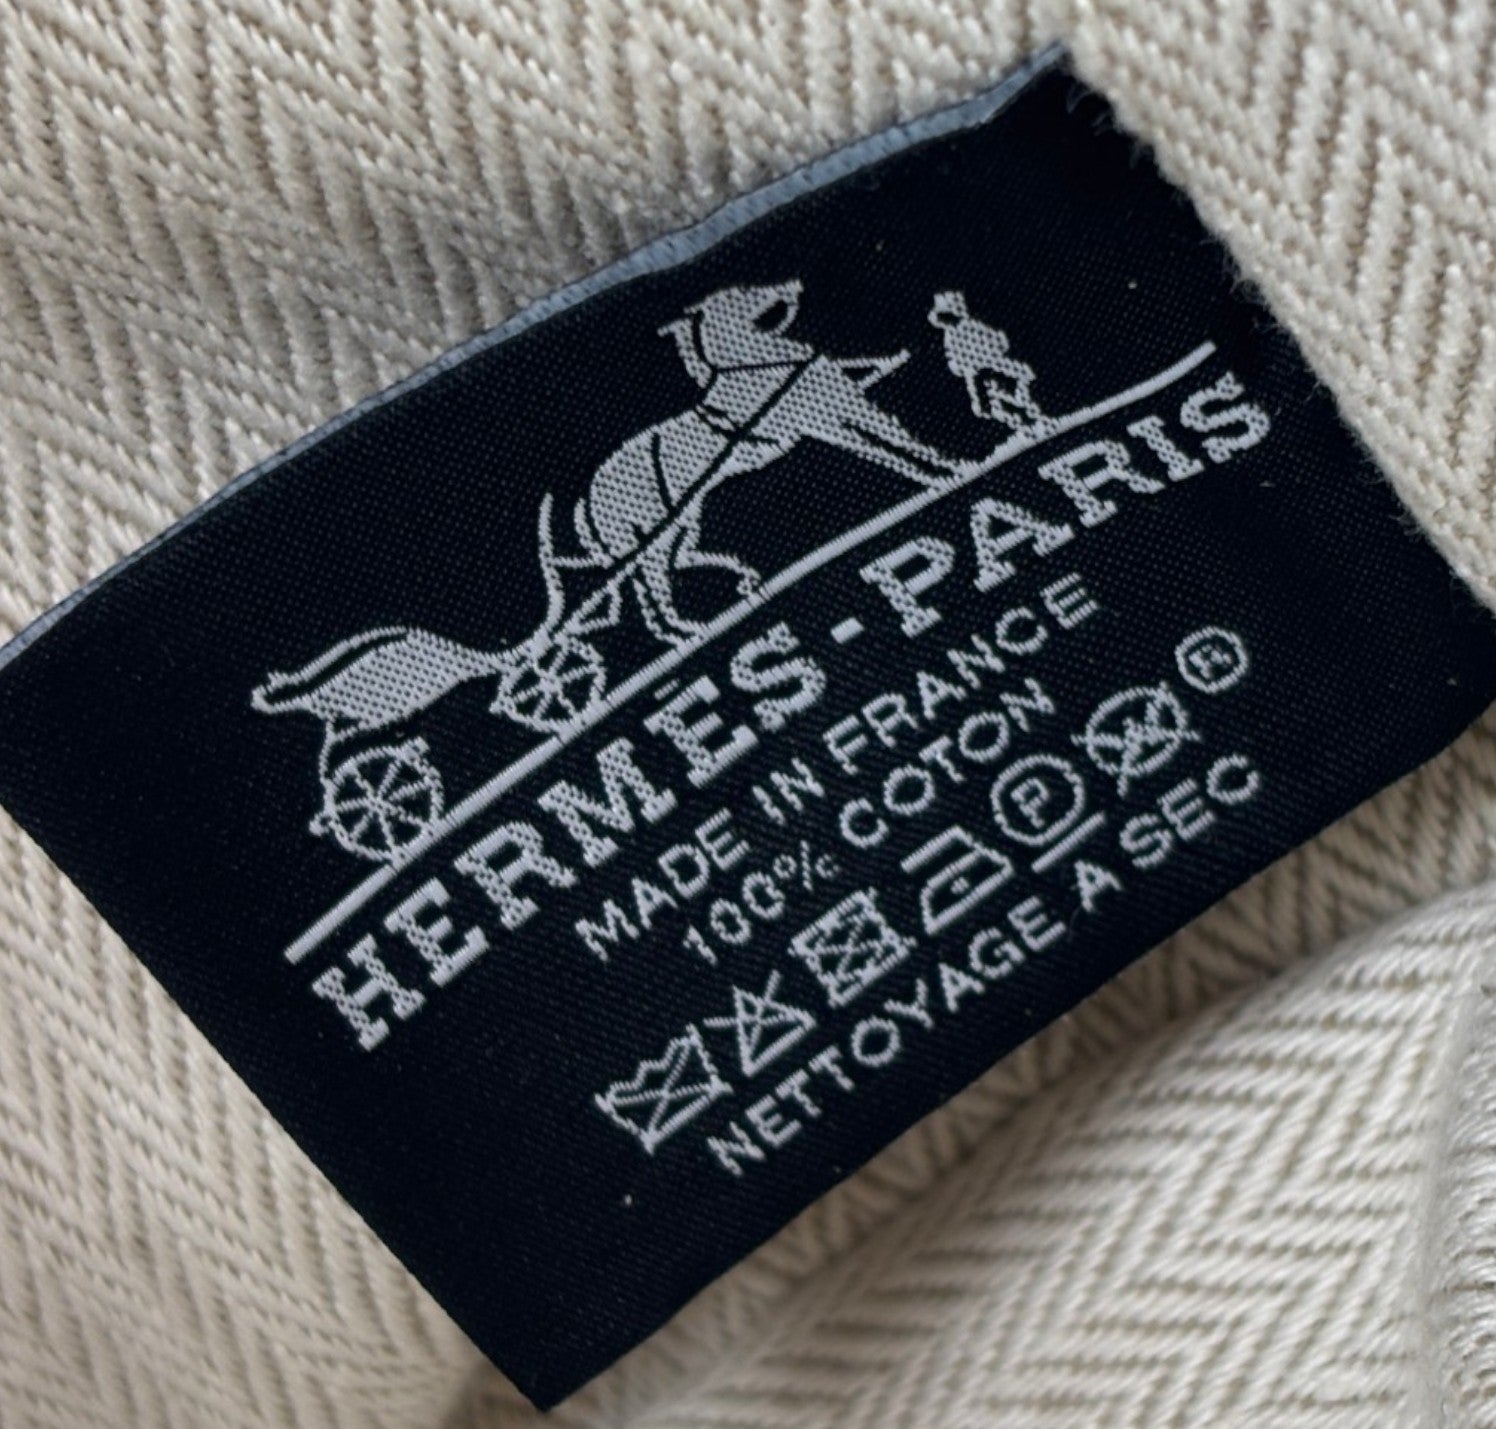 HERMÈS-PARIS
MADE IN FRANCE
100% COTON
P
®
NETTOYAGE A SEC